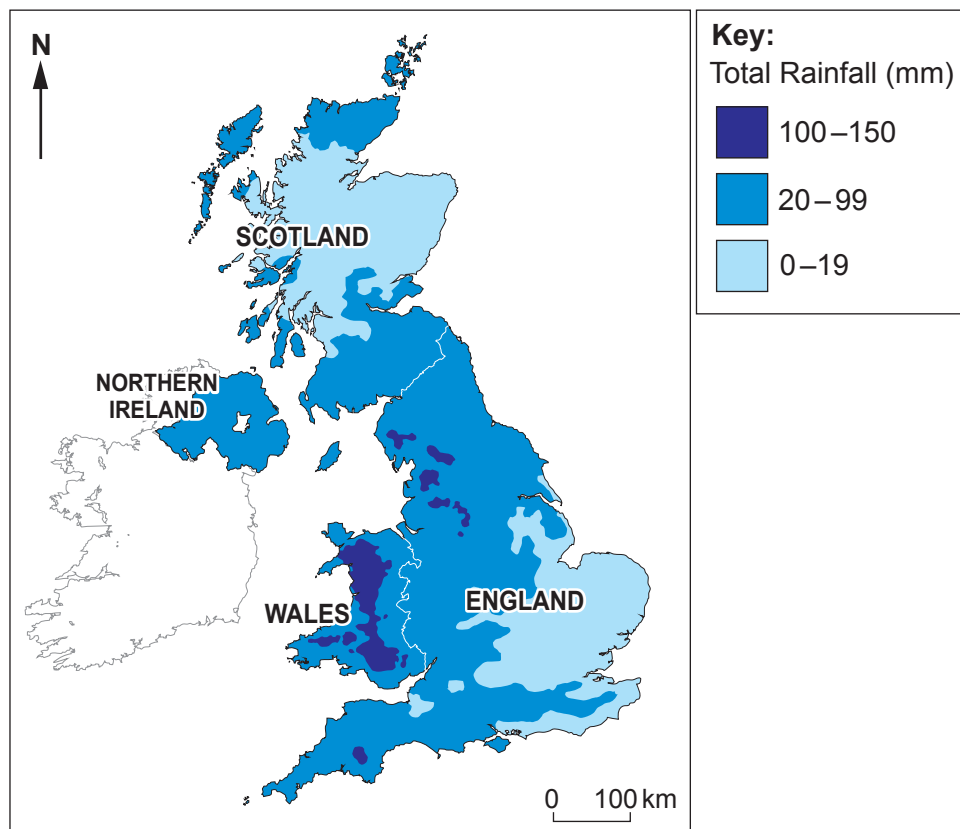 N
SCOTLAND
NORTHERN
IRELAND
WALES
ENGLAND
0 100 km
Key:
Total Rainfall (mm)
100–150
20–99
0–19